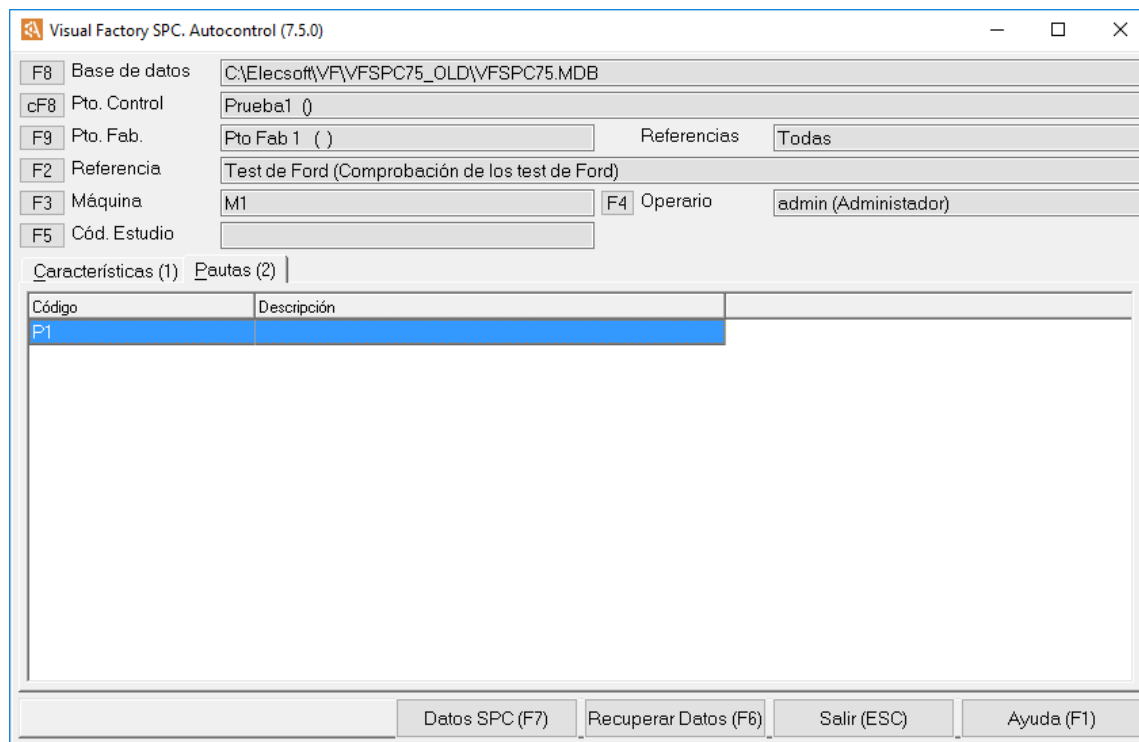 Visual Factory SPC. Autocontrol (7.5.0)
F8 Base de datos C:\Elecsoft\VF\VFSPC75_OLD\VFSPC75.MDB
cF8 Pto. Control Prueba1 ()
F9 Pto. Fab. Pto Fab 1 ( ) Referencias Todas
F2 Referencia Test de Ford (Comprobación de los test de Ford)
F3 Máquina M1 F4 Operario admin (Administador)
F5 Cód. Estudio
Características (1) Pautas (2)
Código Descripción
P1
Datos SPC (F7) Recuperar Datos (F6) Salir (ESC) Ayuda (F1)